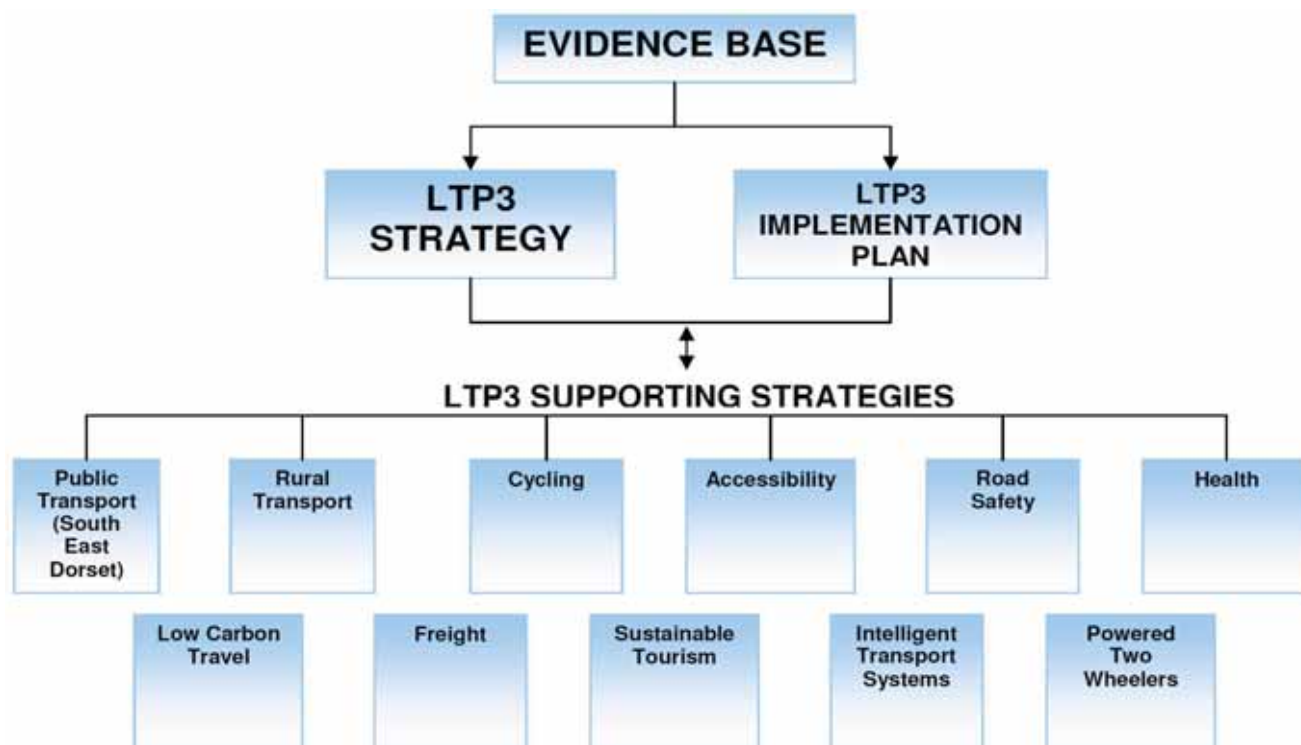 EVIDENCE BASE
LTP3
STRATEGY
LTP3
IMPLEMENTATION
PLAN
LTP3 SUPPORTING STRATEGIES
Public
Transport
(South
East
Dorset)
Rural
Transport
Cycling
Accessibility
Road
Safety
Health
Low Carbon
Travel
Freight
Sustainable
Tourism
Intelligent
Transport
Systems
Powered
Two
Wheelers